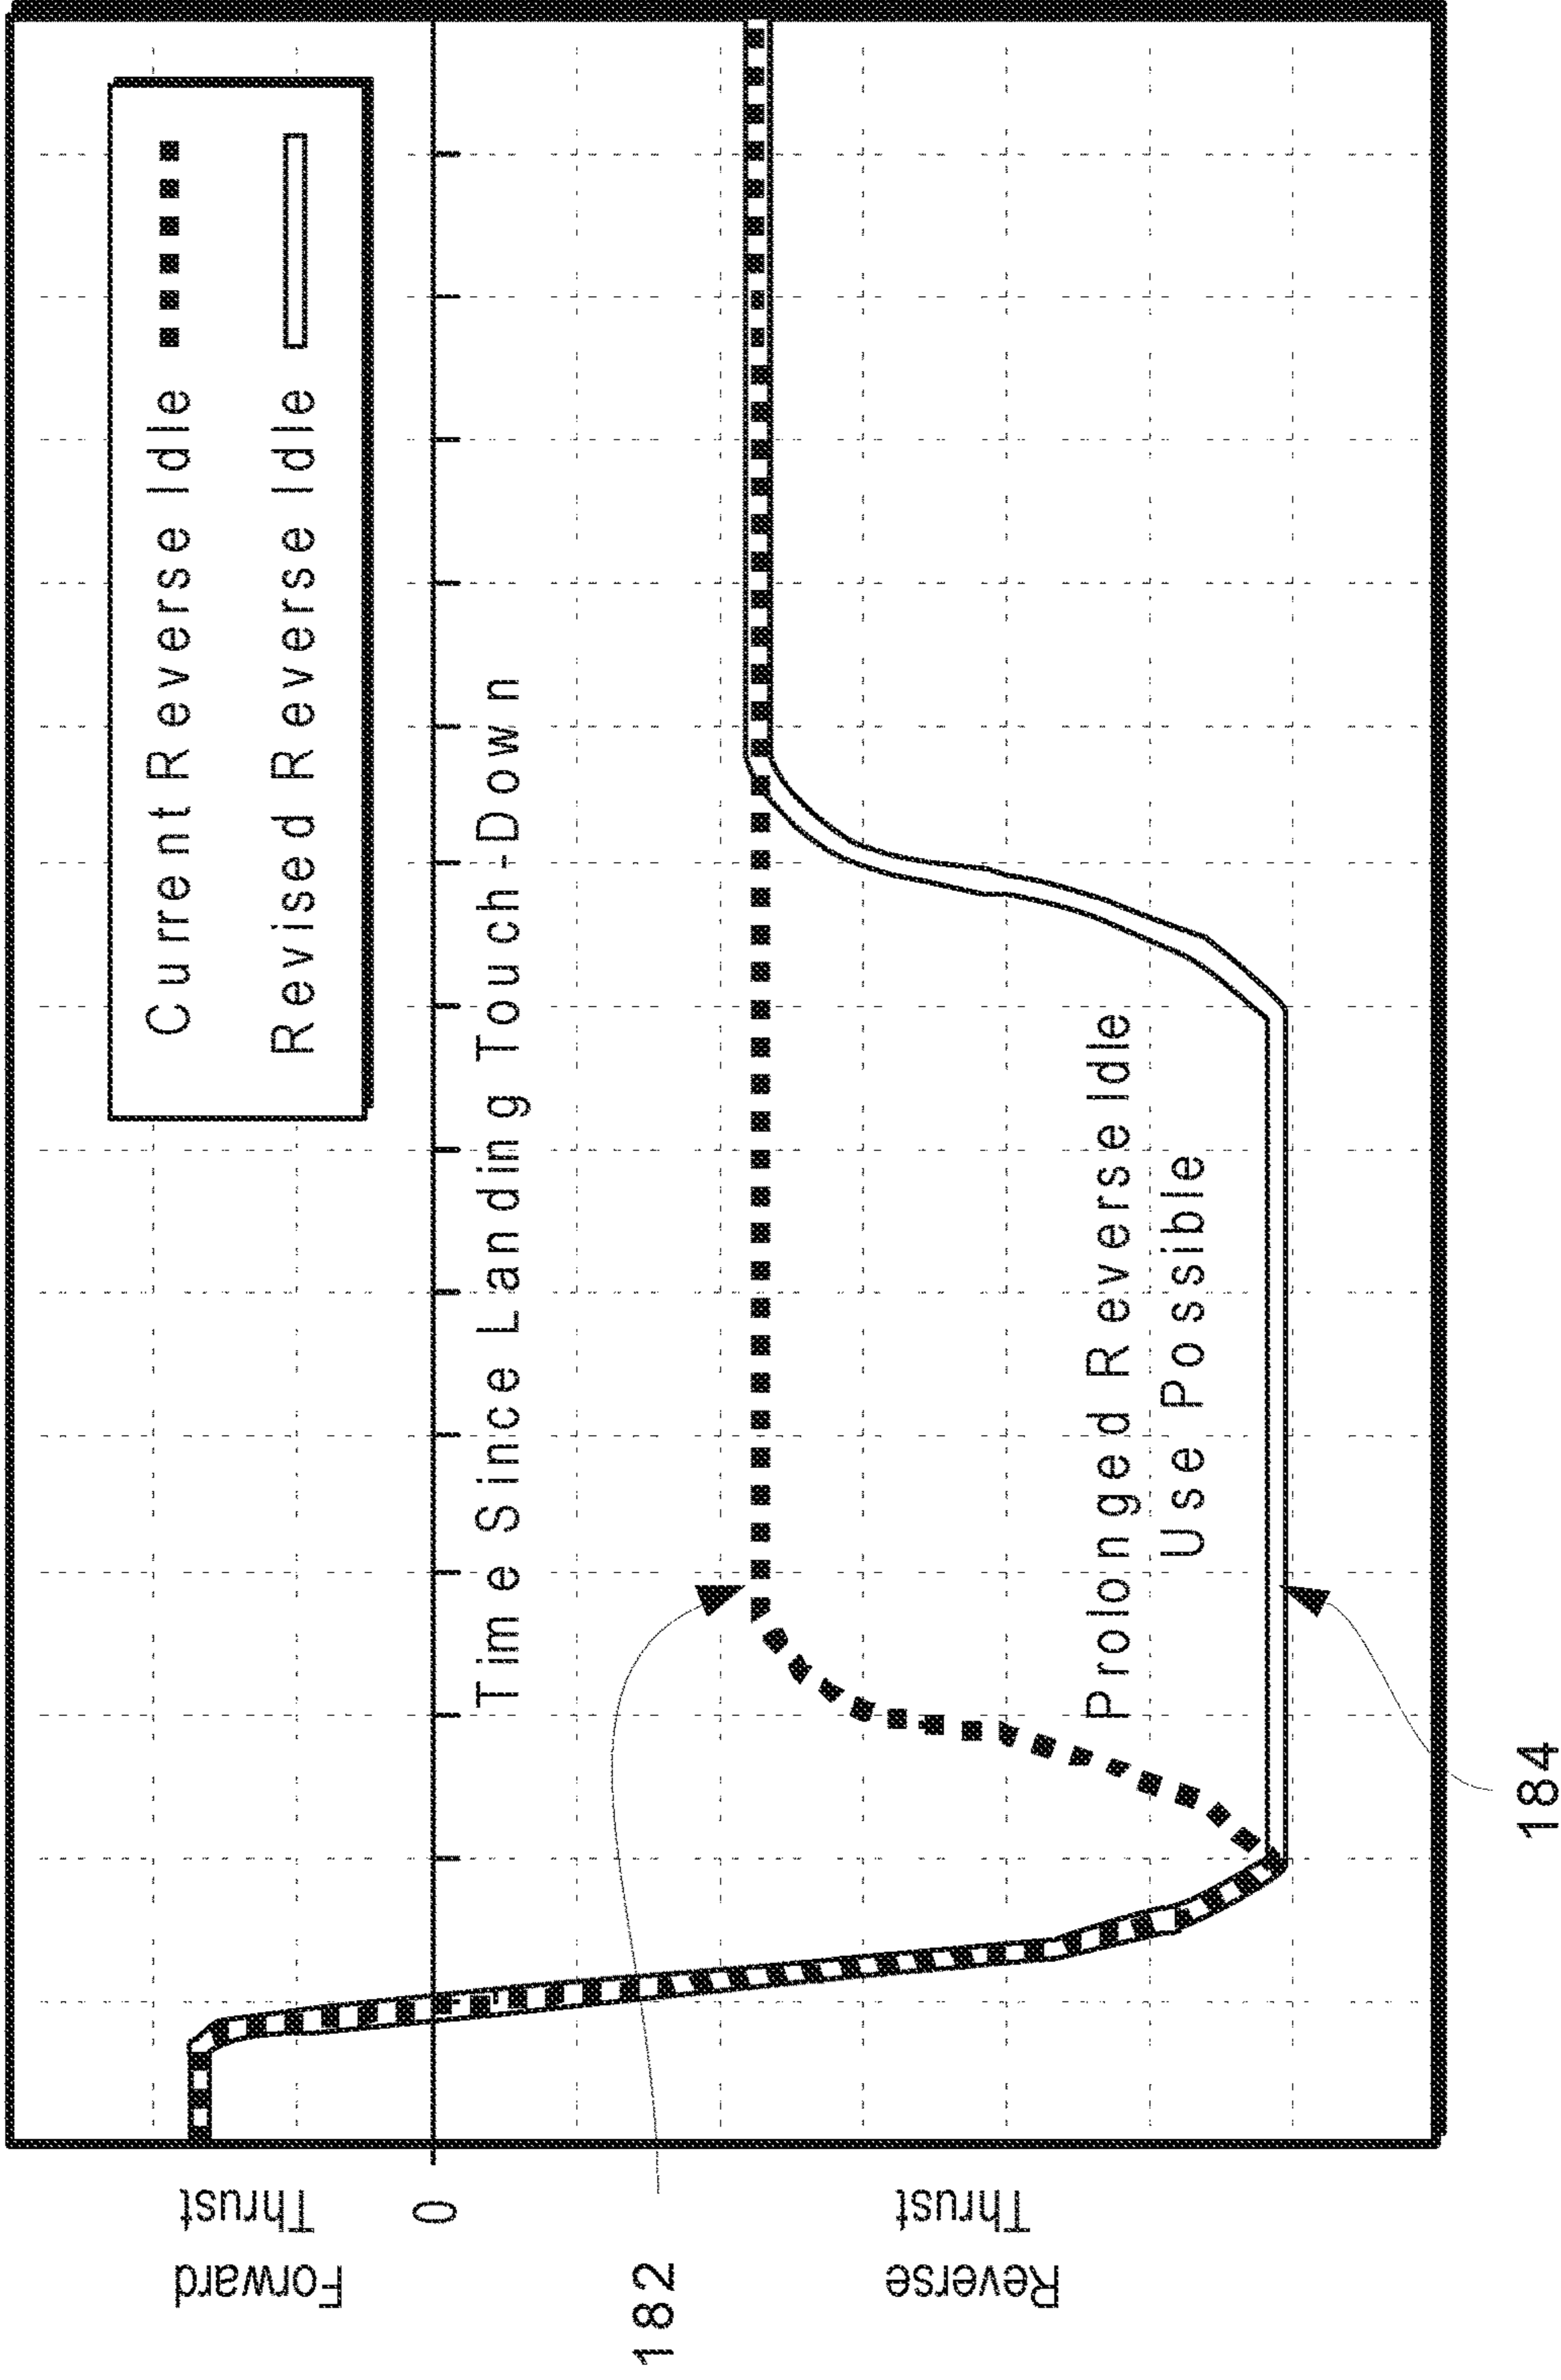 Current Reverse Idle
Revised Reverse Idle
Forward
Thrust
0
Time Since Landing Touch-Down
182
Reverse
Thrust
Prolonged Reverse Idle
Use Possible
184